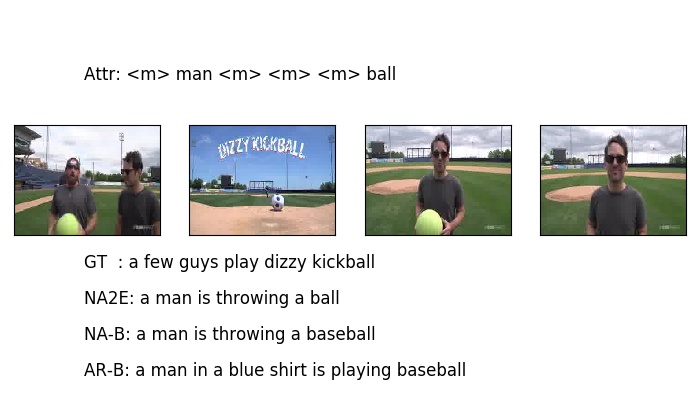 Attr: <m> man <m> <m> <m> ball
DIZZY KICKBALL
GT  : a few guys play dizzy kickball
NA2E: a man is throwing a ball
NA-B: a man is throwing a baseball
AR-B: a man in a blue shirt is playing baseball